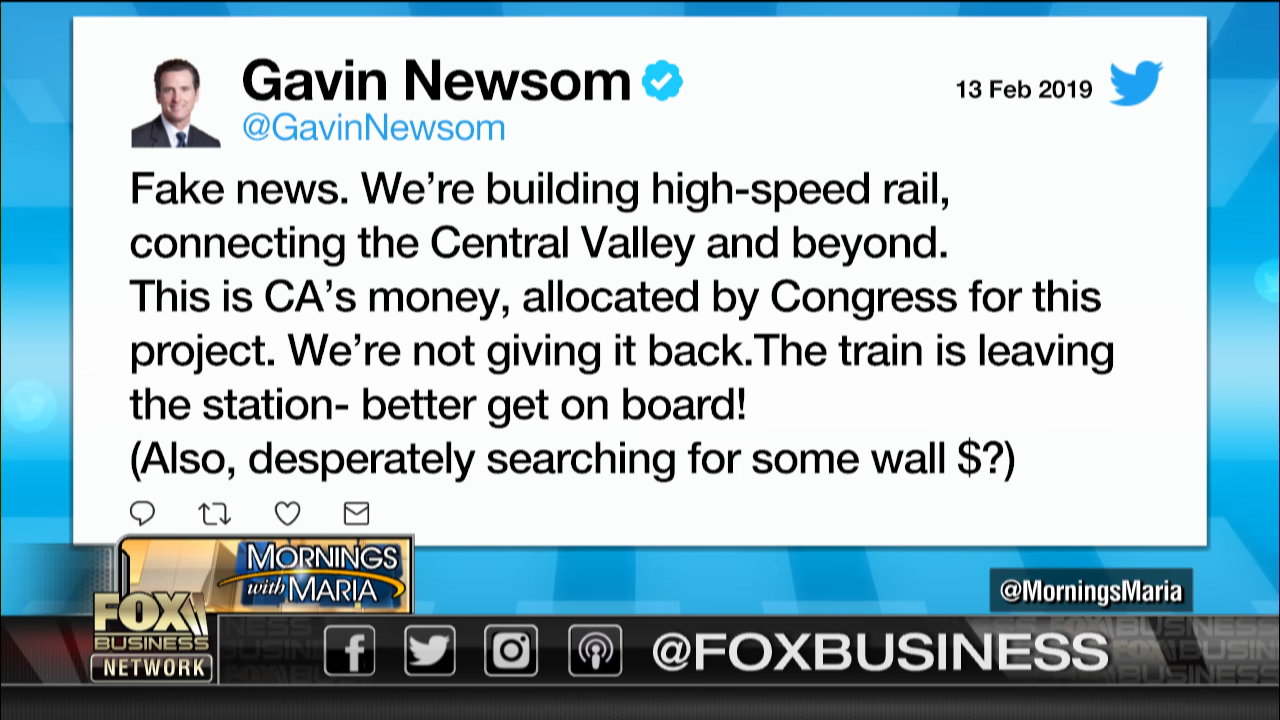 Gavin Newsom
13 Feb 2019
@GavinNewsom
Fake news. We’re building high-speed rail,
connecting the Central Valley and beyond.
This is CA’s money, allocated by Congress for this
project. We’re not giving it back.The train is leaving
the station- better get on board!
(Also, desperately searching for some wall $?)
MORNINGS
with MARIA
@MorningsMaria
FOX
BUSINESS
NETWORK
@FOXBUSINESS